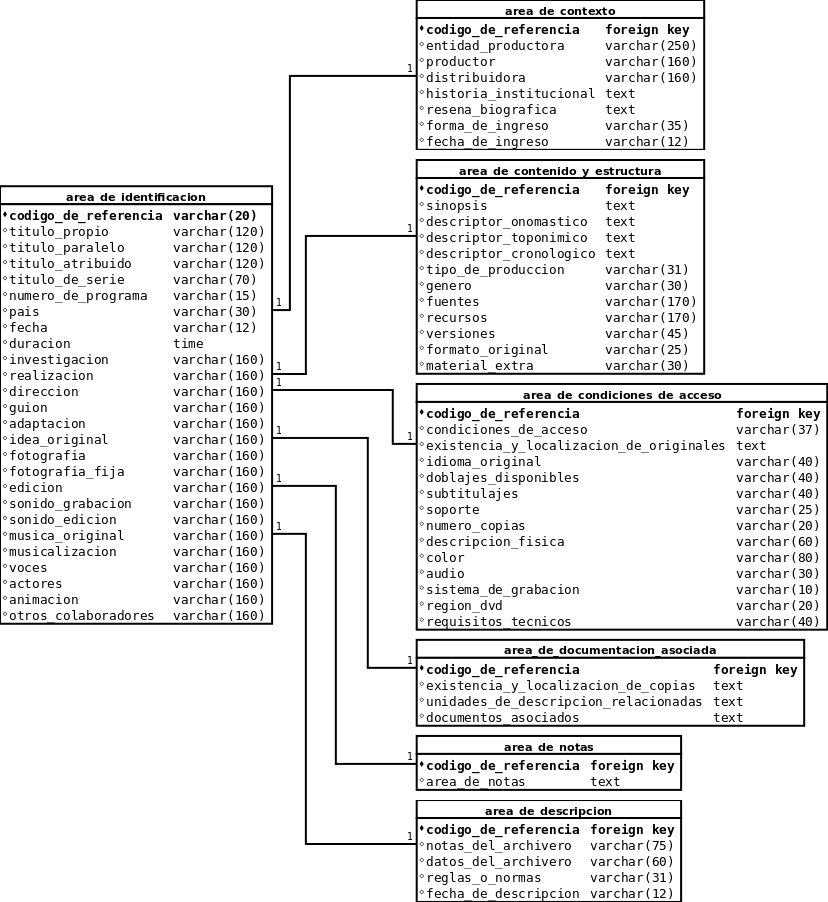 area de contexto
codigo_de_referencia foreign key
entidad_productora varchar(250)
productor varchar(160)
distribuidora varchar(160)
historia_institucional text
resena_biografica text
forma_de_ingreso varchar(35)
fecha_de_ingreso varchar(12)
area de contenido y estructura
codigo_de_referencia foreign key
sinopsis text
descriptor_onomastico text
descriptor_toponimico text
descriptor_cronologico text
tipo_de_produccion varchar(31)
genero varchar(30)
fuentes varchar(170)
recursos varchar(170)
versiones varchar(45)
formato_original varchar(25)
material_extra varchar(30)
area de identificacion
codigo_de_referencia varchar(20)
titulo_propio varchar(120)
titulo_paralelo varchar(120)
titulo_atribuido varchar(120)
titulo_de_serie varchar(70)
numero_de_programa varchar(15)
pais varchar(30)
fecha varchar(12)
duracion time
investigacion varchar(160)
realizacion varchar(160)
direccion varchar(160)
guion varchar(160)
adaptacion varchar(160)
idea_original varchar(160)
fotografia varchar(160)
fotografia_fija varchar(160)
edicion varchar(160)
sonido_grabacion varchar(160)
sonido_edicion varchar(160)
musica_original varchar(160)
musicalizacion varchar(160)
voces varchar(160)
actores varchar(160)
animacion varchar(160)
otros_colaboradores varchar(160)
1
1
1
1
1
1
1
1
1
1
1
1
area de condiciones de acceso
codigo_de_referencia foreign key
condiciones_de_acceso varchar(37)
existencia_y_localizacion_de_originales text
idioma_original varchar(40)
doblajes_disponibles varchar(40)
subtitulajes varchar(40)
soporte varchar(25)
numero_copias varchar(20)
descripcion_fisica varchar(60)
color varchar(80)
audio varchar(30)
sistema_de_grabacion varchar(10)
region_dvd varchar(20)
requisitos_tecnicos varchar(40)
area_de_documentacion_asociada
codigo_de_referencia foreign key
existencia_y_localizacion_de_copias text
unidades_de_descripcion_relacionadas text
documentos_asociados text
area de notas
codigo_de_referencia foreign key
area_de_notas text
area de descripcion
codigo_de_referencia foreign key
notas_del_archivero varchar(75)
datos_del_archivero varchar(60)
reglas_o_normas varchar(31)
fecha_de_descripcion varchar(12)